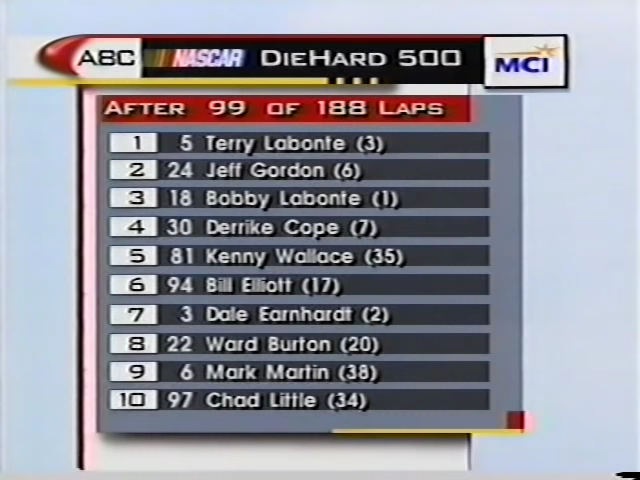 ABC NASCAR DIEHARD 500 MCI
AFTER 99 OF 188 LAPS
1 5 Terry Labonte (3)
2 24 Jeff Gordon (6)
3 18 Bobby Labonte (1)
4 30 Derrike Cope (7)
5 81 Kenny Wallace (35)
6 94 Bill Elliott (17)
7 3 Dale Earnhardt (2)
8 22 Ward Burton (20)
9 6 Mark Martin (38)
10 97 Chad Little (34)